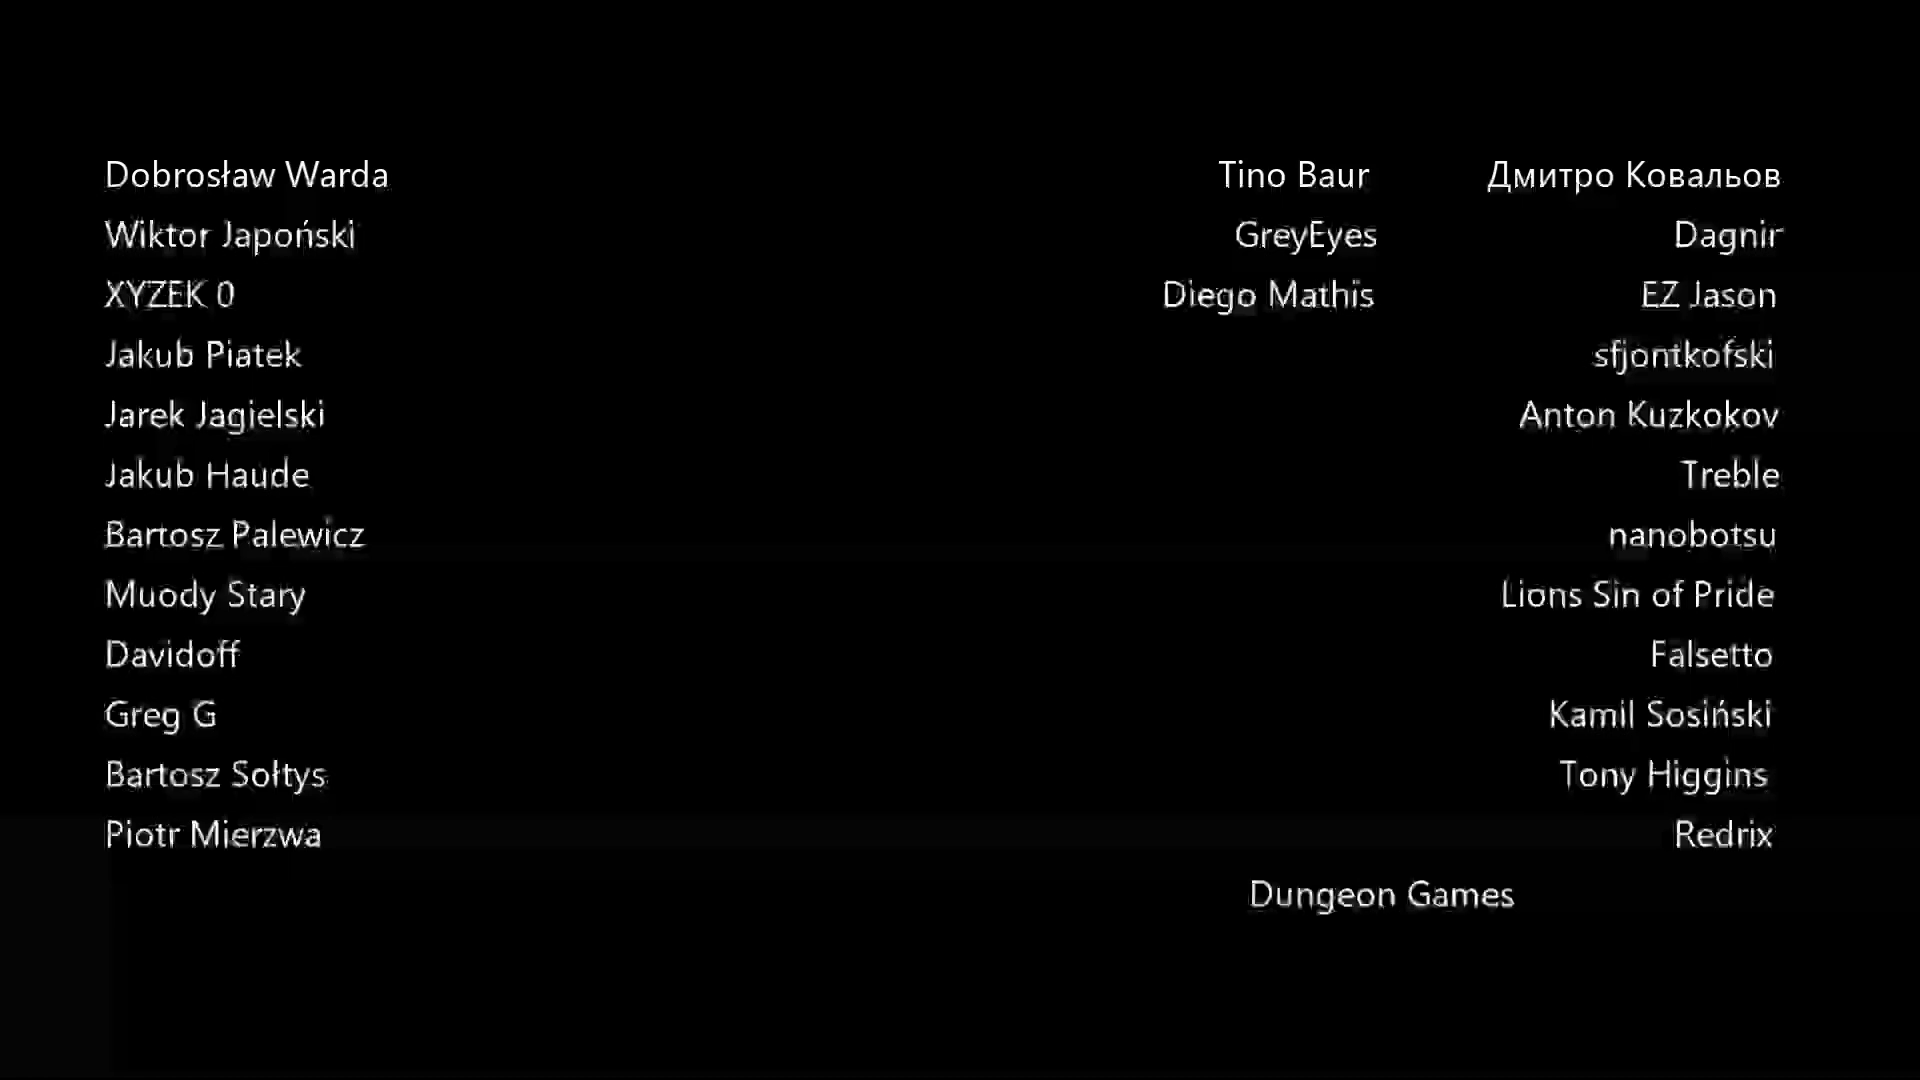 Dobrosław Warda
Wiktor Japoński
XYZEK 0
Jakub Piatek
Jarek Jagielski
Jakub Haude
Bartosz Palewicz
Muody Stary
Davidoff
Greg G
Bartosz Sołtys
Piotr Mierzwa
Tino Baur
GreyEyes
Diego Mathis
Дмитро Ковальов
Dagnir
EZ Jason
sfjontkofski
Anton Kuzkokov
Treble
nanobotsu
Lions Sin of Pride
Falsetto
Kamil Sosiński
Tony Higgins
Redrix
Dungeon Games